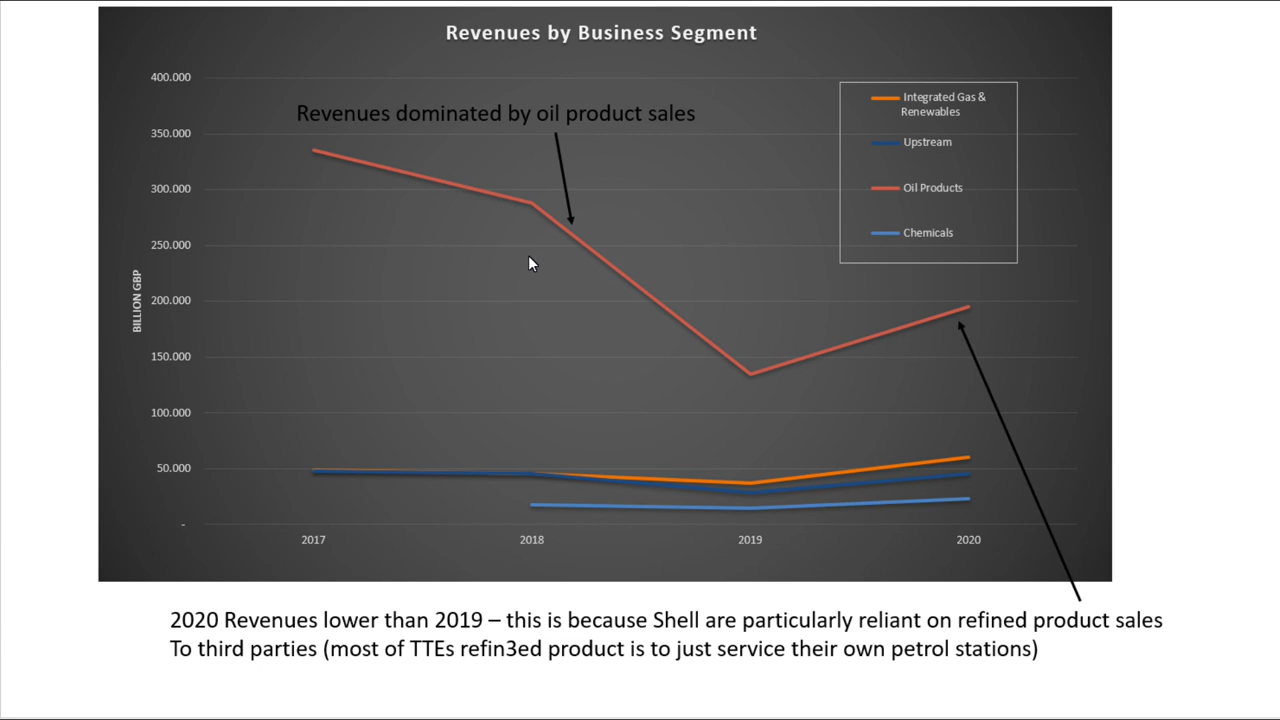 Revenues by Business Segment
400.000
350.000
300.000
250.000
200.000
150.000
100.000
50.000
-
BILLION GBP
2017
2018
2019
2020
Revenues dominated by oil product sales
Integrated Gas &
Renewables
Upstream
Oil Products
Chemicals
2020 Revenues lower than 2019 – this is because Shell are particularly reliant on refined product sales
To third parties (most of TTEs refin3ed product is to just service their own petrol stations)